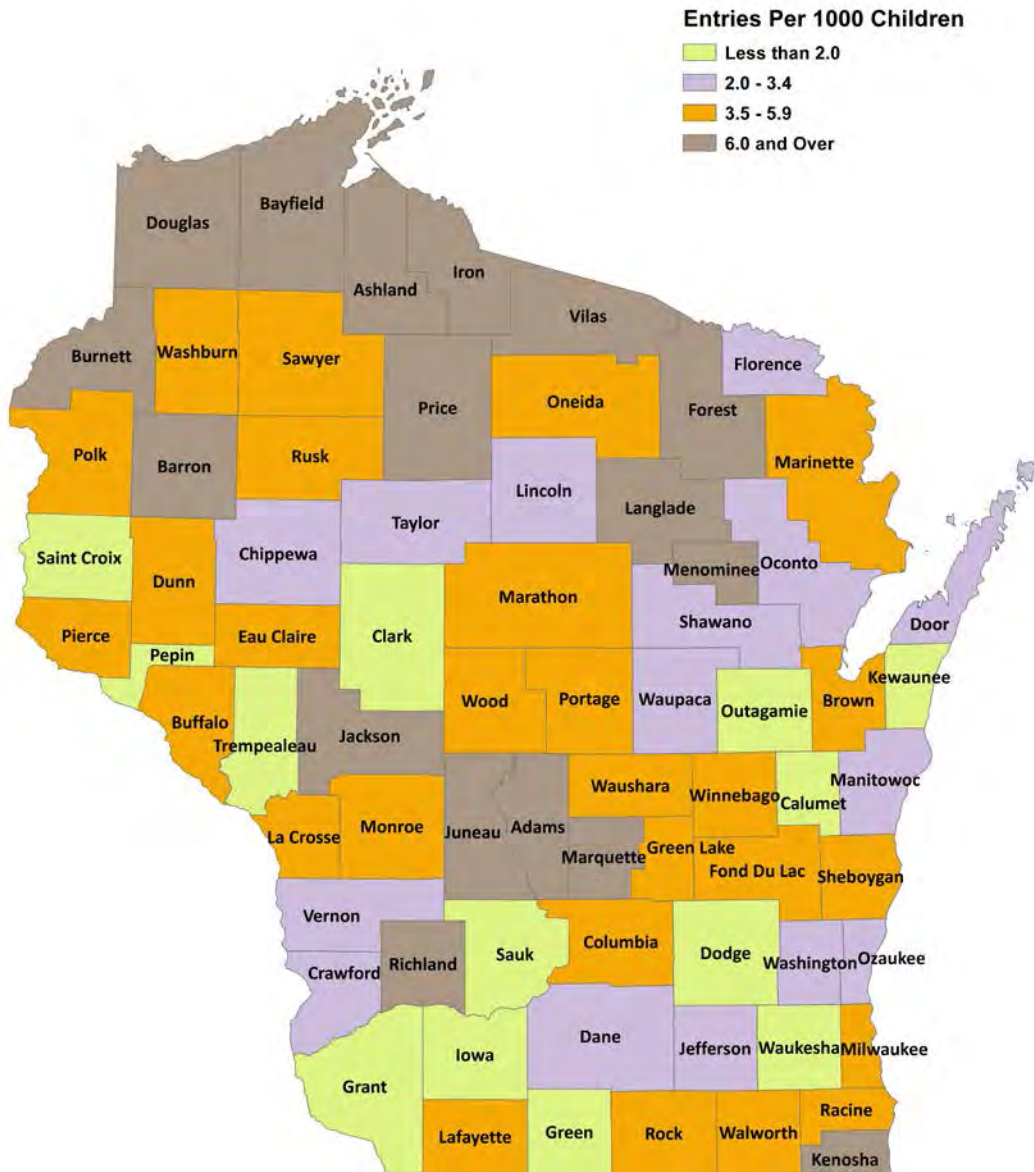 Entries Per 1000 Children
Less than 2.0
2.0 - 3.4
3.5 - 5.9
6.0 and Over
Douglas
Bayfield
Ashland
Iron
Vilas
Burnett
Washburn
Sawyer
Florence
Price
Oneida
Forest
Polk
Barron
Rusk
Marinette
Lincoln
Langlade
Taylor
Saint Croix
Chippewa
Menominee
Oconto
Dunn
Marathon
Shawano
Door
Pierce
Eau Claire
Clark
Pepin
Kewaunee
Buffalo
Wood
Portage
Waupaca
Outagamie
Brown
Trempealeau
Jackson
Waushara
Winnebago
Manitowoc
Calumet
La Crosse
Monroe
Juneau
Adams
Marquette
Green Lake
Fond Du Lac
Sheboygan
Vernon
Columbia
Dodge
Sauk
Richland
Washington
Ozaukee
Crawford
Dane
Jefferson
Waukesha
Milwaukee
Iowa
Grant
Racine
Lafayette
Green
Rock
Walworth
Kenosha